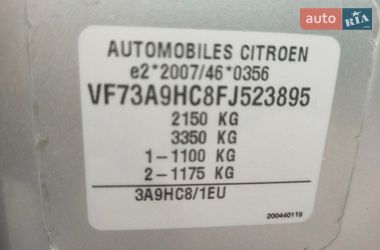 auto RIA.com
AUTOMOBILES CITROEN
e2*2007/46*0356
VF73A9HC8FJ523895
2150 KG
3350 KG
1-1100 KG
2-1175 KG
3A9HC8/1EU
200440119